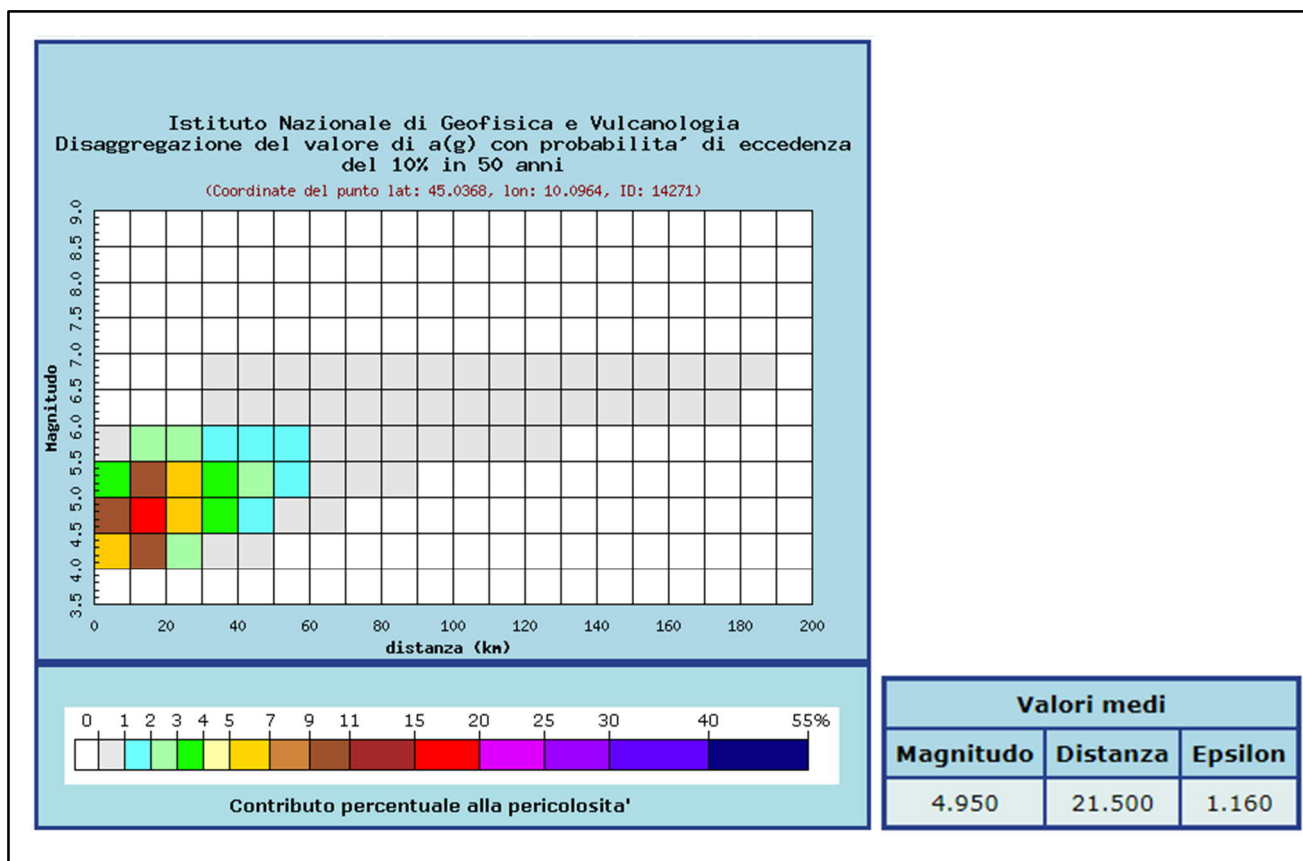 Istituto Nazionale di Geofisica e Vulcanologia
Disaggregazione del valore di a(g) con probabilita´ di eccedenza
del 10% in 50 anni
(Coordinate del punto lat: 45.0368, lon: 10.0964, ID: 14271)
Magnitudo
9.0
8.5
8.0
7.5
7.0
6.5
6.0
5.5
5.0
4.5
4.0
3.5
0 20 40 60 80 100 120 140 160 180 200
distanza (km)
0 1 2 3 4 5 7 9 11 15 20 25 30 40 55%
Contributo percentuale alla pericolosita'
Valori medi
Magnitudo Distanza Epsilon
4.950 21.500 1.160